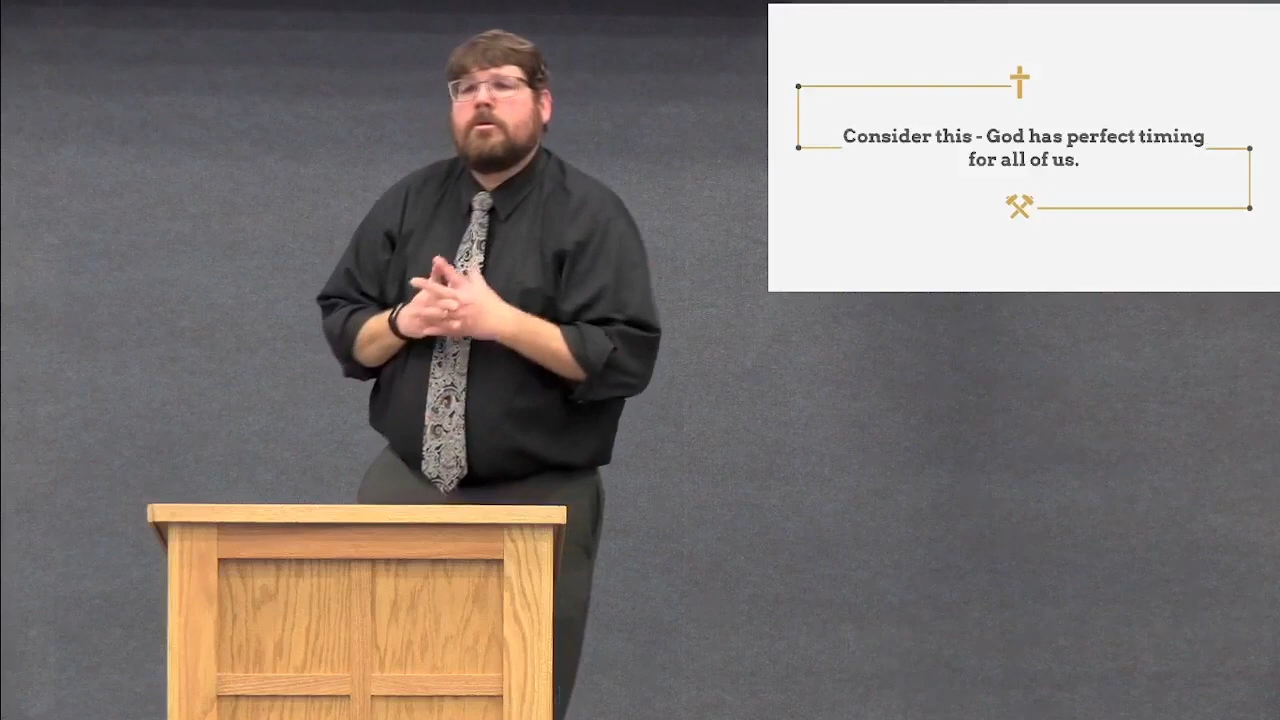 Consider this - God has perfect timing
for all of us.